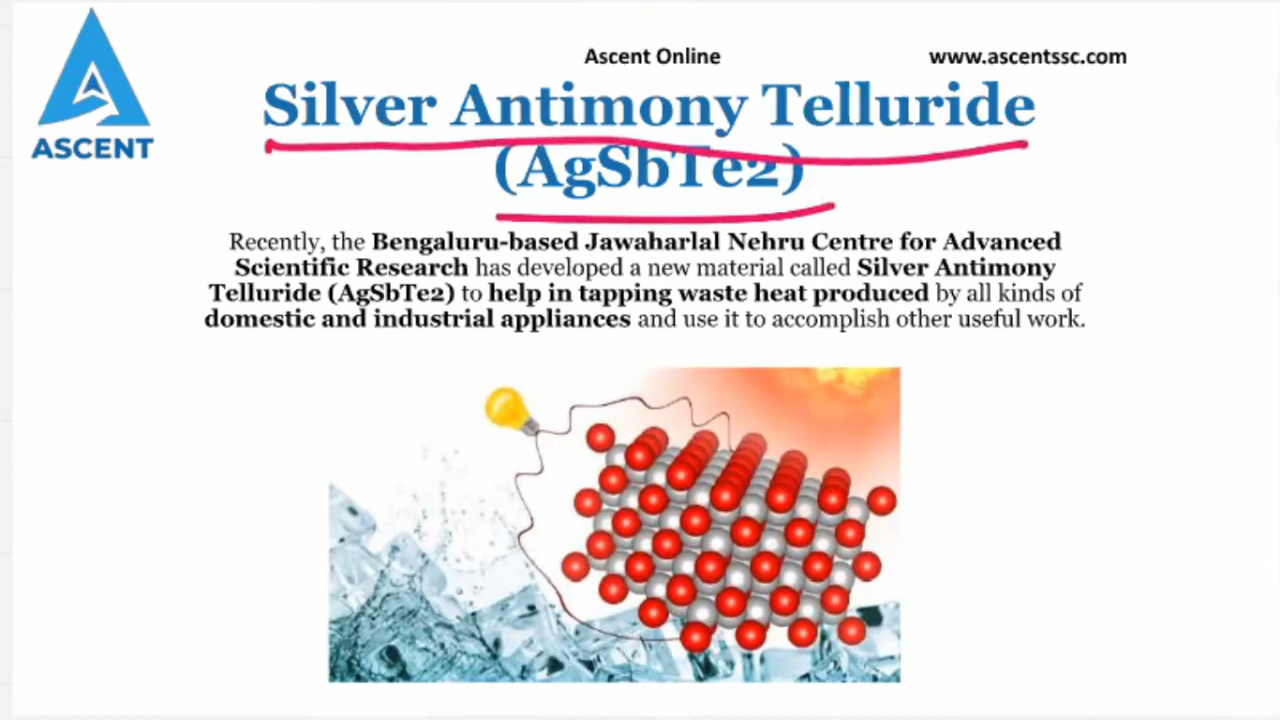 ASCENT
Ascent Online
www.ascentssc.com
Silver Antimony Telluride
(AgSbTe2)
Recently, the Bengaluru-based Jawaharlal Nehru Centre for Advanced
Scientific Research has developed a new material called Silver Antimony
Telluride (AgSbTe2) to help in tapping waste heat produced by all kinds of
domestic and industrial appliances and use it to accomplish other useful work.